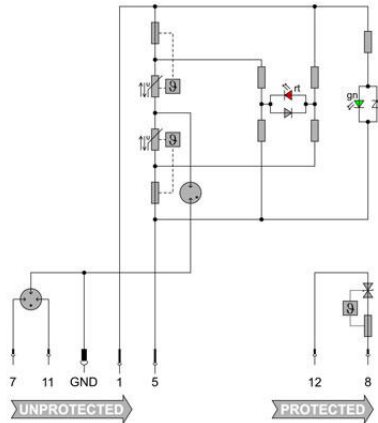 U
ϑ
rt
gn
U
ϑ
ϑ
7 11 GND 1 5 12 8
UNPROTECTED PROTECTED